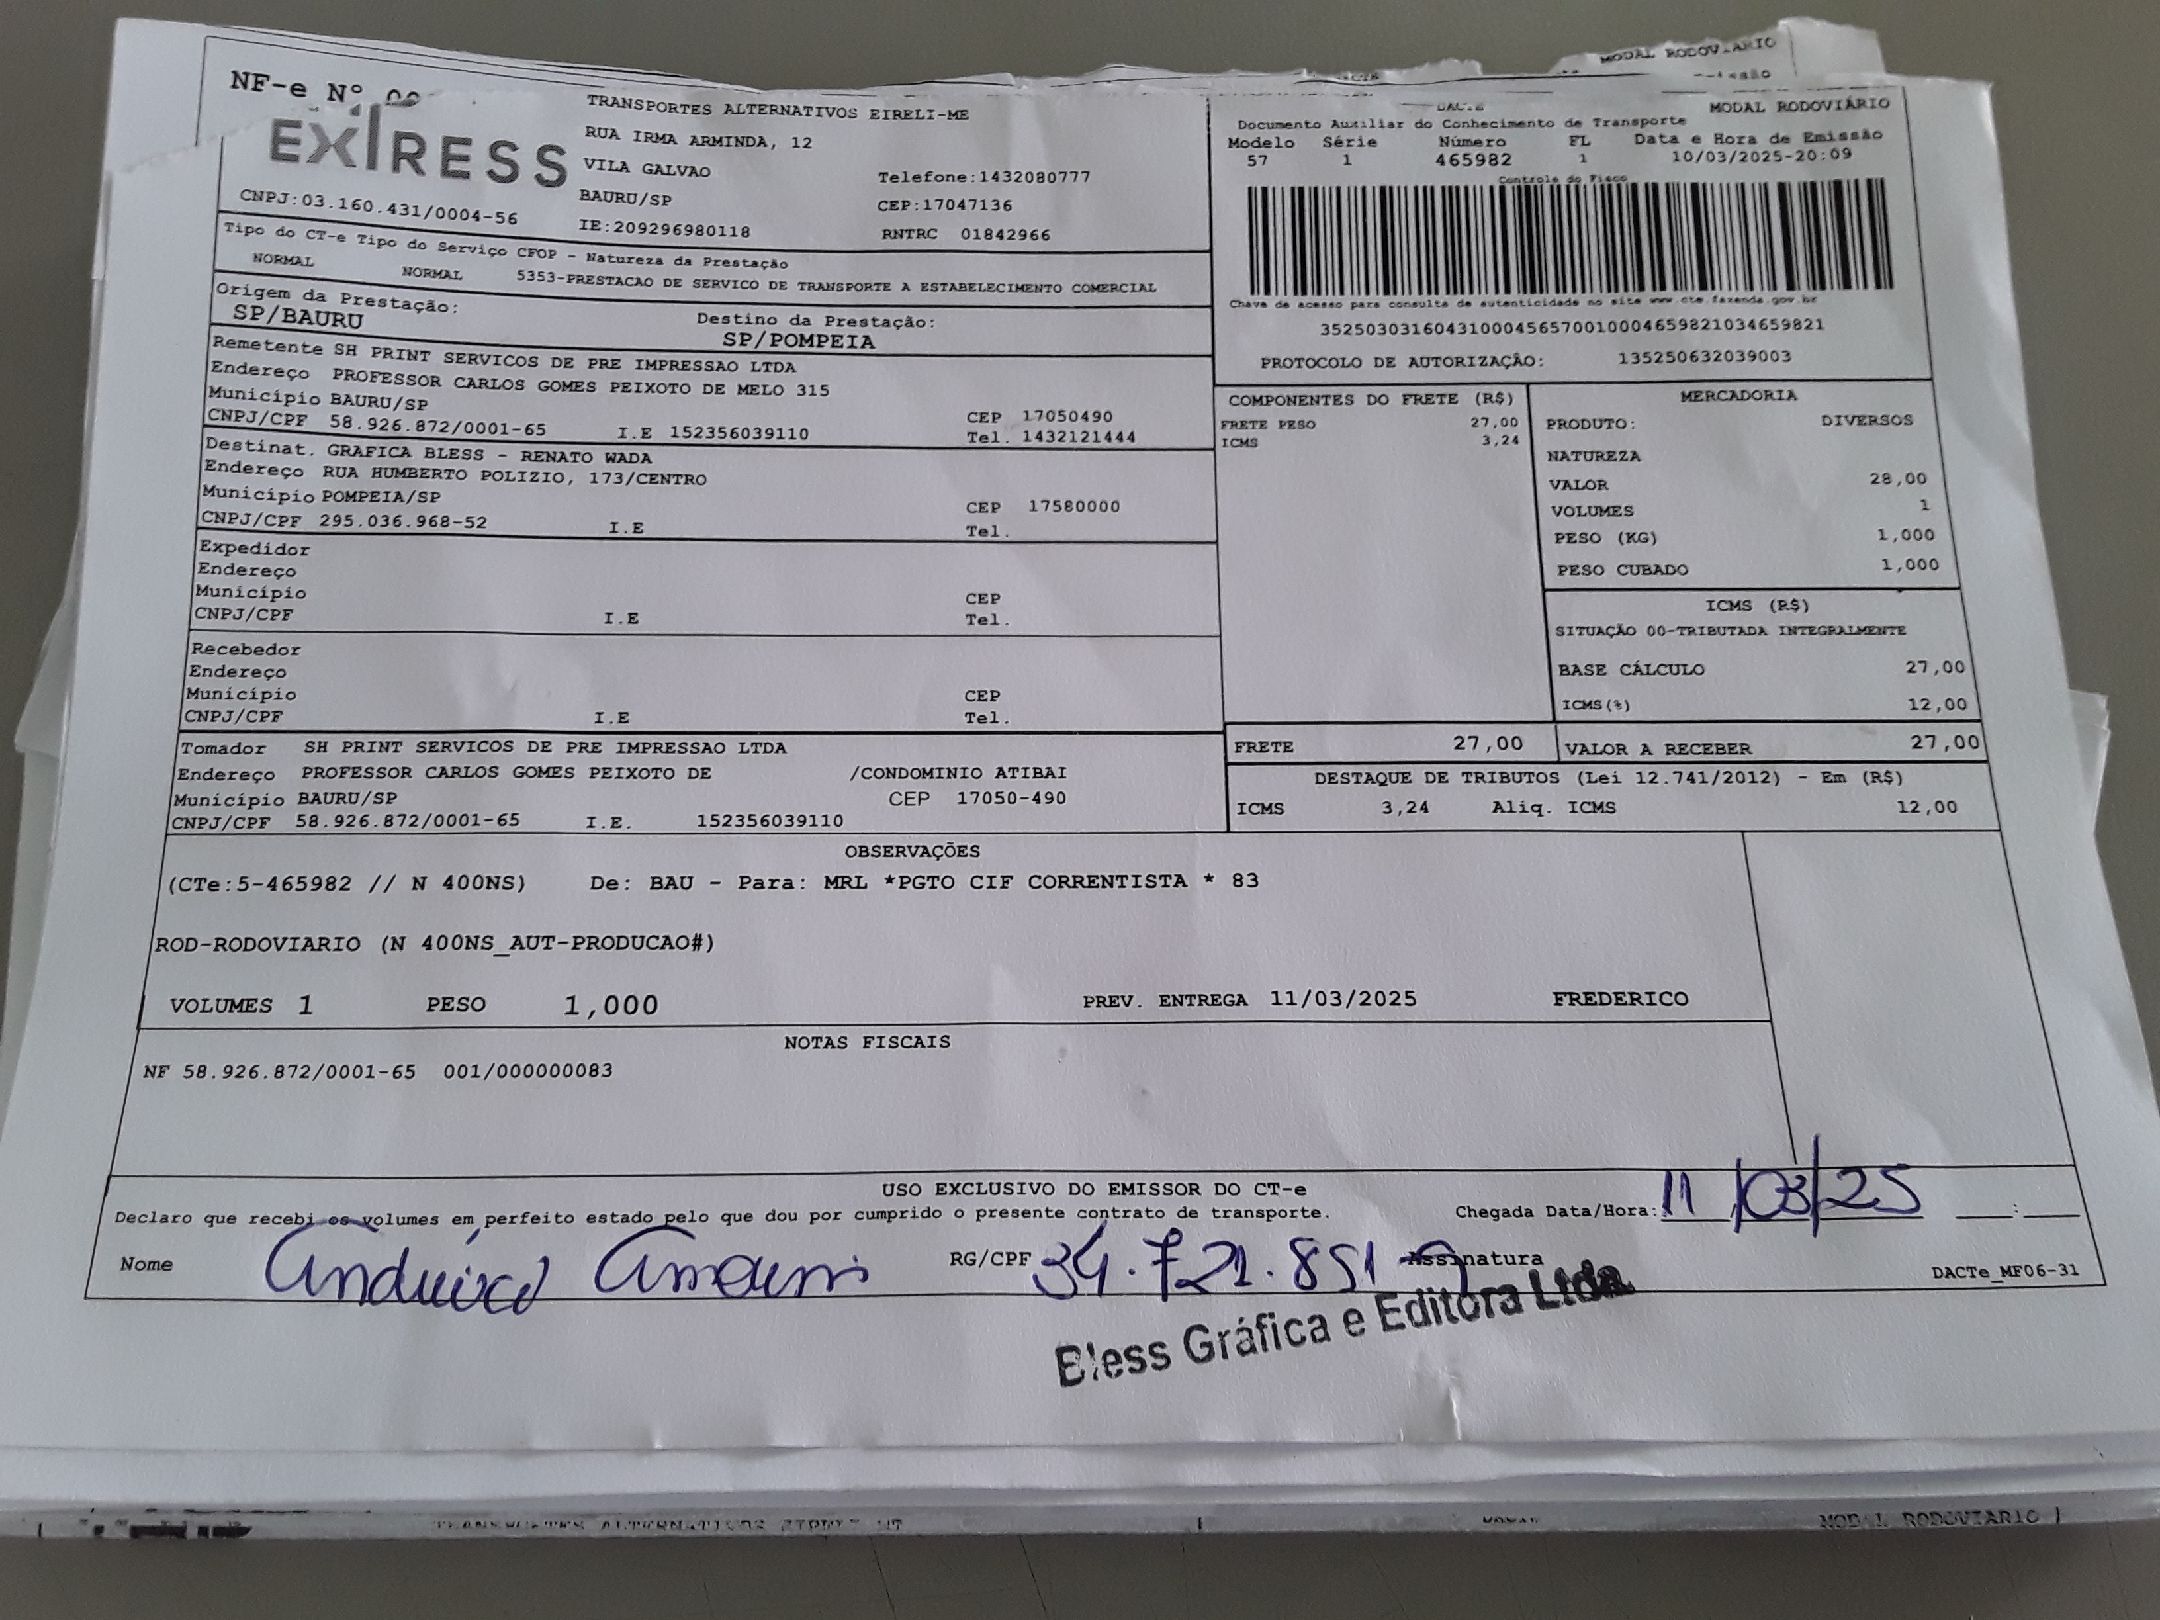 MODAL RODOVIARIO
NF-e Nº
EXIRESS
CNPJ:03.160.431/0004-56
TRANSPORTES ALTERNATIVOS EIRELI-ME
RUA IRMA ARMINDA, 12
VILA GALVAO
BAURU/SP
IE:209296980118
Telefone:1432080777
CEP:17047136
RNTRC 01842966
DACTE
MODAL RODOVIÁRIO
Documento Auxiliar do Conhecimento de Transporte
Modelo Série Número FL Data e Hora de Emissão
57 1 465982 1 10/03/2025-20:09
Controle do Fisco
Chave de acesso para consulta de autenticidade no site www.cte.fazenda.gov.br
35250303160431000456570010004659821034659821
PROTOCOLO DE AUTORIZAÇÃO: 135250632039003
Tipo do CT-e Tipo do Serviço CFOP - Natureza da Prestação
NORMAL NORMAL 5353-PRESTACAO DE SERVICO DE TRANSPORTE A ESTABELECIMENTO COMERCIAL
Origem da Prestação:
SP/BAURU
Destino da Prestação:
SP/POMPEIA
Remetente SH PRINT SERVICOS DE PRE IMPRESSAO LTDA
Endereço PROFESSOR CARLOS GOMES PEIXOTO DE MELO 315
Município BAURU/SP CEP 17050490
CNPJ/CPF 58.926.872/0001-65 I.E 152356039110 Tel. 1432121444
Destinat. GRAFICA BLESS - RENATO WADA
Endereço RUA HUMBERTO POLIZIO, 173/CENTRO
Município POMPEIA/SP CEP 17580000
CNPJ/CPF 295.036.968-52 I.E Tel.
Expedidor
Endereço
Município CEP
CNPJ/CPF I.E Tel.
Recebedor
Endereço
Município CEP
CNPJ/CPF I.E Tel.
Tomador SH PRINT SERVICOS DE PRE IMPRESSAO LTDA
Endereço PROFESSOR CARLOS GOMES PEIXOTO DE /CONDOMINIO ATIBAI
Município BAURU/SP CEP 17050-490
CNPJ/CPF 58.926.872/0001-65 I.E. 152356039110
COMPONENTES DO FRETE (R$)
FRETE PESO 27,00
ICMS 3,24
MERCADORIA
PRODUTO: DIVERSOS
NATUREZA
VALOR 28,00
VOLUMES 1
PESO (KG) 1,000
PESO CUBADO 1,000
ICMS (R$)
SITUAÇÃO 00-TRIBUTADA INTEGRALMENTE
BASE CÁLCULO 27,00
ICMS(%) 12,00
FRETE 27,00 VALOR A RECEBER 27,00
DESTAQUE DE TRIBUTOS (Lei 12.741/2012) - Em (R$)
ICMS 3,24 Aliq. ICMS 12,00
OBSERVAÇÕES
(CTe:5-465982 // N 400NS) De: BAU - Para: MRL *PGTO CIF CORRENTISTA * 83
ROD-RODOVIARIO (N 400NS_AUT-PRODUCAO#)
VOLUMES 1 PESO 1,000 PREV. ENTREGA 11/03/2025 FREDERICO
NOTAS FISCAIS
NF 58.926.872/0001-65 001/000000083
USO EXCLUSIVO DO EMISSOR DO CT-e
Declaro que recebi os volumes em perfeito estado pelo que dou por cumprido o presente contrato de transporte. Chegada Data/Hora: 11/03/25 __:__
Nome RG/CPF 34.721.851 Assinatura
DACTe_MF06-31
Bless Gráfica e Editora Ltda
MODAL RODOVIARIO